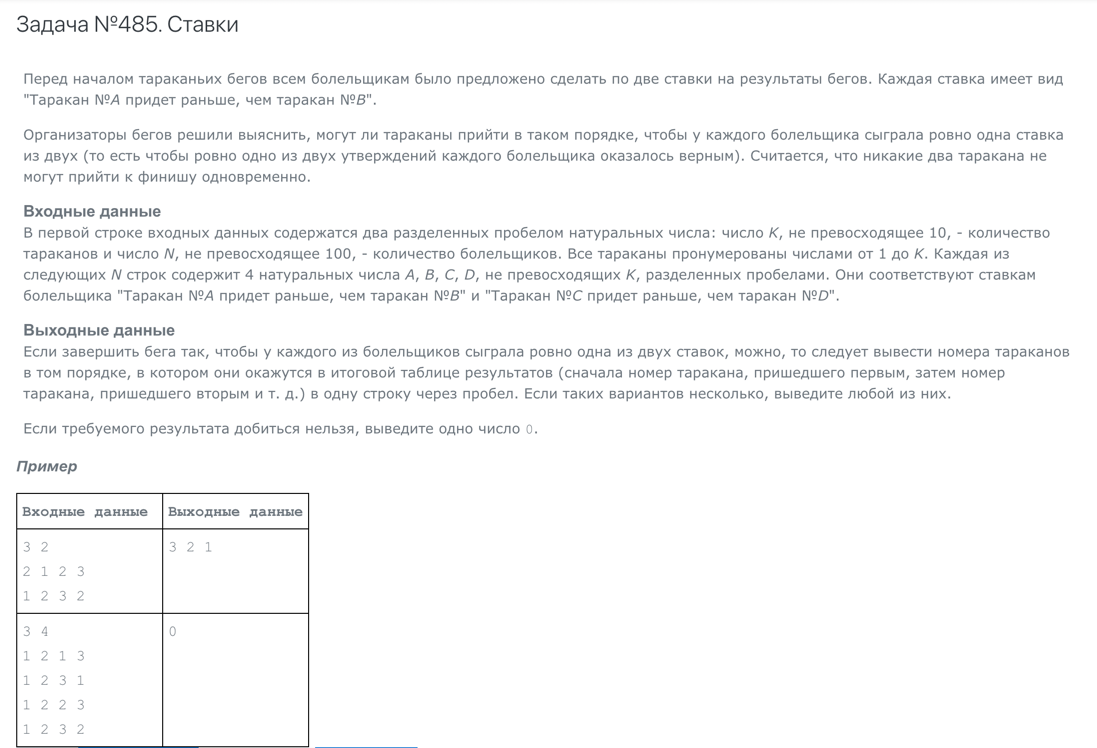 Задача №485. Ставки
Перед началом тараканьих бегов всем болельщикам было предложено сделать по две ставки на результаты бегов. Каждая ставка имеет вид
"Таракан №A придет раньше, чем таракан №B".
Организаторы бегов решили выяснить, могут ли тараканы прийти в таком порядке, чтобы у каждого болельщика сыграла ровно одна ставка
из двух (то есть чтобы ровно одно из двух утверждений каждого болельщика оказалось верным). Считается, что никакие два таракана не
могут прийти к финишу одновременно.
Входные данные
В первой строке входных данных содержатся два разделенных пробелом натуральных числа: число K, не превосходящее 10, - количество
тараканов и число N, не превосходящее 100, - количество болельщиков. Все тараканы пронумерованы числами от 1 до K. Каждая из
следующих N строк содержит 4 натуральных числа A, B, C, D, не превосходящих K, разделенных пробелами. Они соответствуют ставкам
болельщика "Таракан №A придет раньше, чем таракан №B" и "Таракан №C придет раньше, чем таракан №D".
Выходные данные
Если завершить бега так, чтобы у каждого из болельщиков сыграла ровно одна из двух ставок, можно, то следует вывести номера тараканов
в том порядке, в котором они окажутся в итоговой таблице результатов (сначала номер таракана, пришедшего первым, затем номер
таракана, пришедшего вторым и т. д.) в одну строку через пробел. Если таких вариантов несколько, выведите любой из них.
Если требуемого результата добиться нельзя, выведите одно число 0.
Пример
Входные данные Выходные данные
3 2 3 2 1
2 1 2 3
1 2 3 2
3 4 0
1 2 1 3
1 2 3 1
1 2 2 3
1 2 3 2